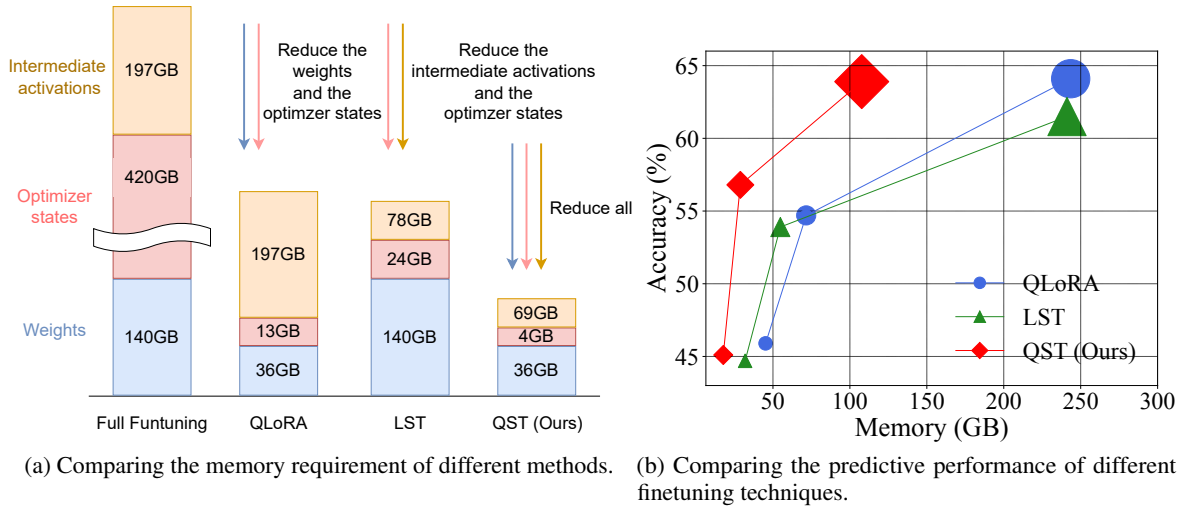 Intermediate
activations
Optimizer
states
Weights
197GB
420GB
140GB
197GB
13GB
36GB
78GB
24GB
140GB
69GB
4GB
36GB
Reduce the
weights
and the
optimzer states
Reduce the
intermediate activations
and the
optimzer states
Reduce all
Full Funtuning
QLoRA
LST
QST (Ours)
(a) Comparing the memory requirement of different methods.
Accuracy (%)
65
60
55
50
45
50
100
150
200
250
300
Memory (GB)
QLoRA
LST
QST (Ours)
(b) Comparing the predictive performance of different
finetuning techniques.